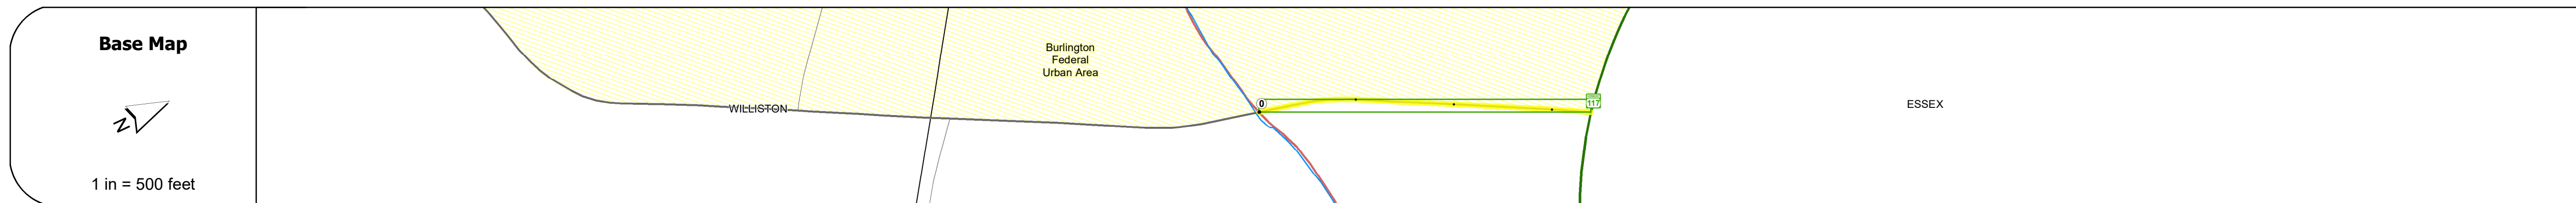 Base Map
N
1 in = 500 feet
WILLISTON
Burlington
Federal
Urban Area
0
117
ESSEX